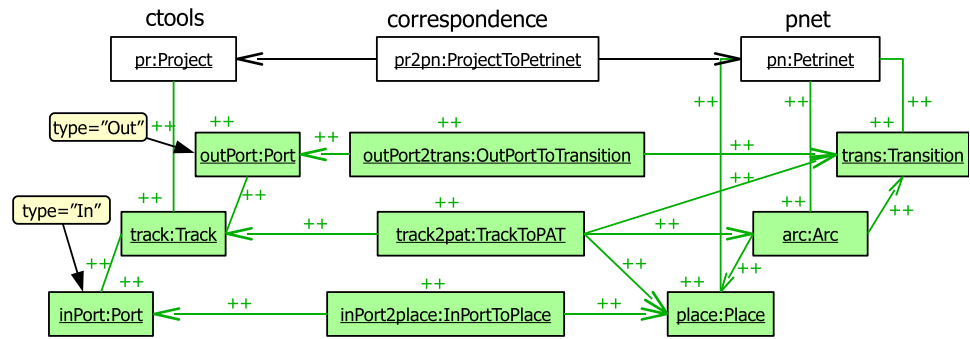 ctools correspondence pnet
pr:Project pr2pn:ProjectToPetrinet pn:Petrinet
++ ++
type=”Out” ++ ++ ++ ++
++ ++
outPort:Port outPort2trans:OutPortToTransition trans:Transition
++ ++
type=”In” ++ ++ ++
++ ++ ++
track:Track track2pat:TrackToPAT arc:Arc
++ ++ ++
++ ++ ++ ++ ++
inPort:Port inPort2place:InPortToPlace place:Place